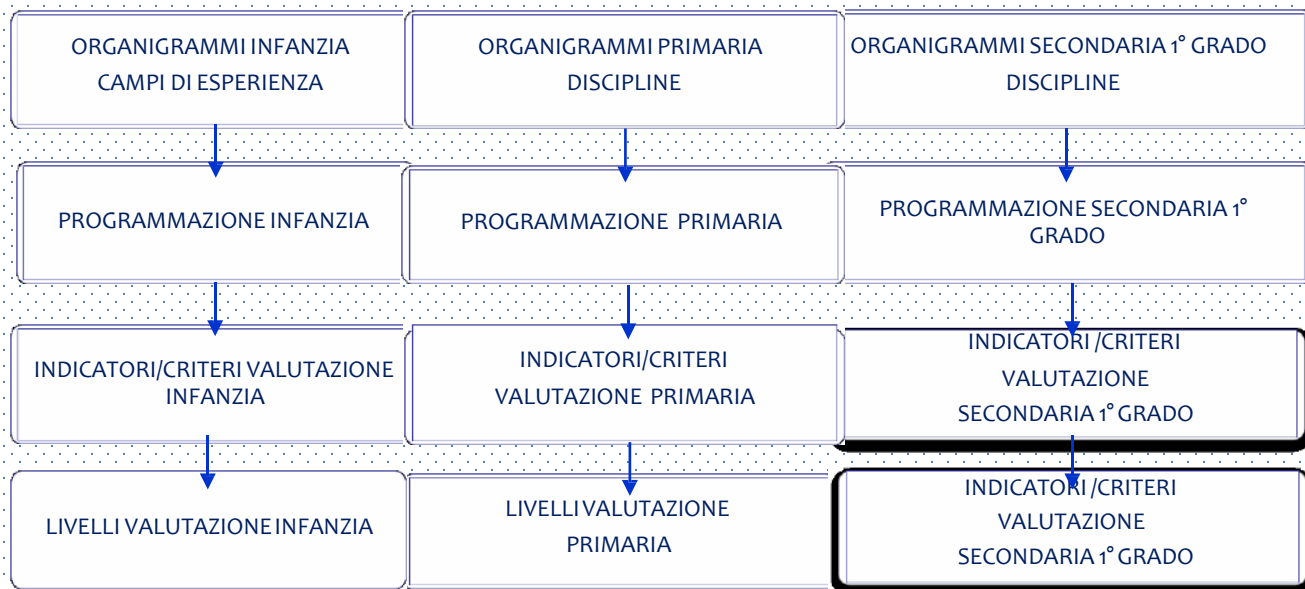 ORGANIGRAMMI INFANZIA
CAMPI DI ESPERIENZA
ORGANIGRAMMI PRIMARIA
DISCIPLINE
ORGANIGRAMMI SECONDARIA 1° GRADO
DISCIPLINE
PROGRAMMAZIONE INFANZIA
PROGRAMMAZIONE PRIMARIA
PROGRAMMAZIONE SECONDARIA 1°
GRADO
INDICATORI/CRITERI VALUTAZIONE
INFANZIA
INDICATORI/CRITERI
VALUTAZIONE PRIMARIA
INDICATORI /CRITERI
VALUTAZIONE
SECONDARIA 1° GRADO
LIVELLI VALUTAZIONE INFANZIA
LIVELLI VALUTAZIONE
PRIMARIA
INDICATORI /CRITERI
VALUTAZIONE
SECONDARIA 1° GRADO